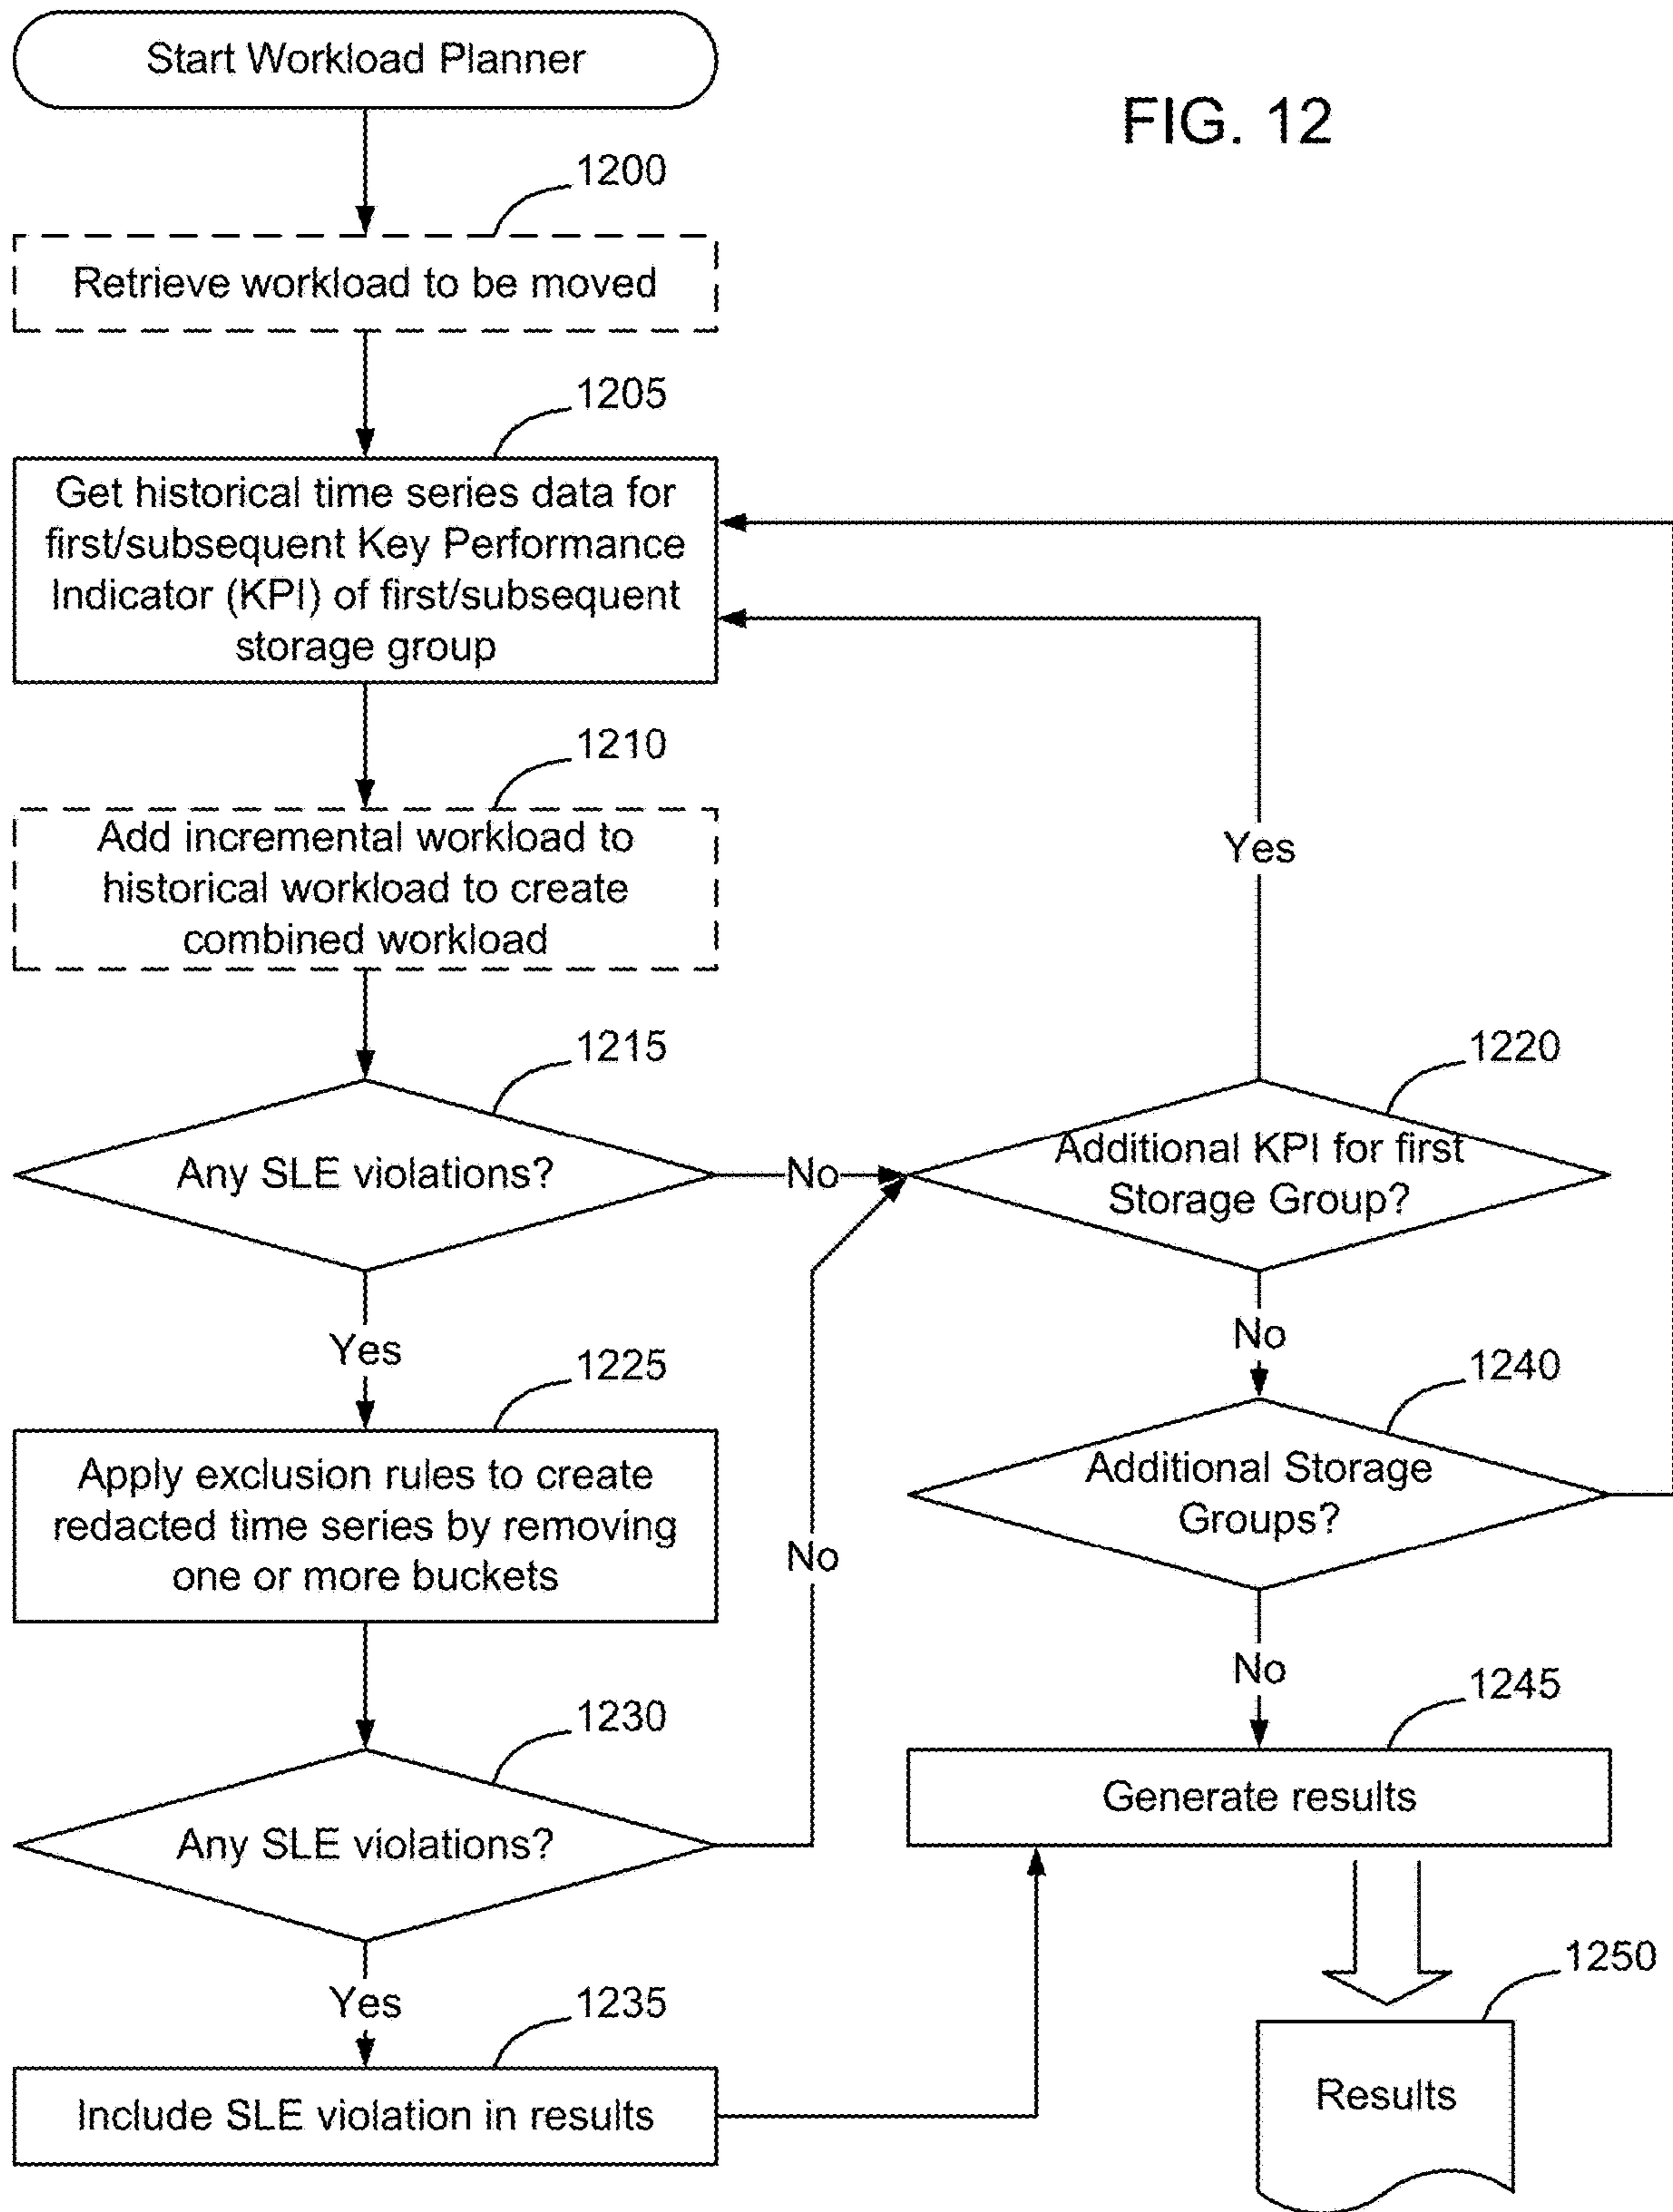 Start Workload Planner
FIG. 12
1200
Retrieve workload to be moved
1205
Get historical time series data for
first/subsequent Key Performance
Indicator (KPI) of first/subsequent
storage group
1210
Add incremental workload to
historical workload to create
combined workload
Yes
1215
Any SLE violations?
No
1220
Additional KPI for first
Storage Group?
Yes
No
1225
Apply exclusion rules to create
redacted time series by removing
one or more buckets
No
1240
Additional Storage
Groups?
No
1230
Any SLE violations?
1245
Generate results
Yes
1235
Include SLE violation in results
1250
Results